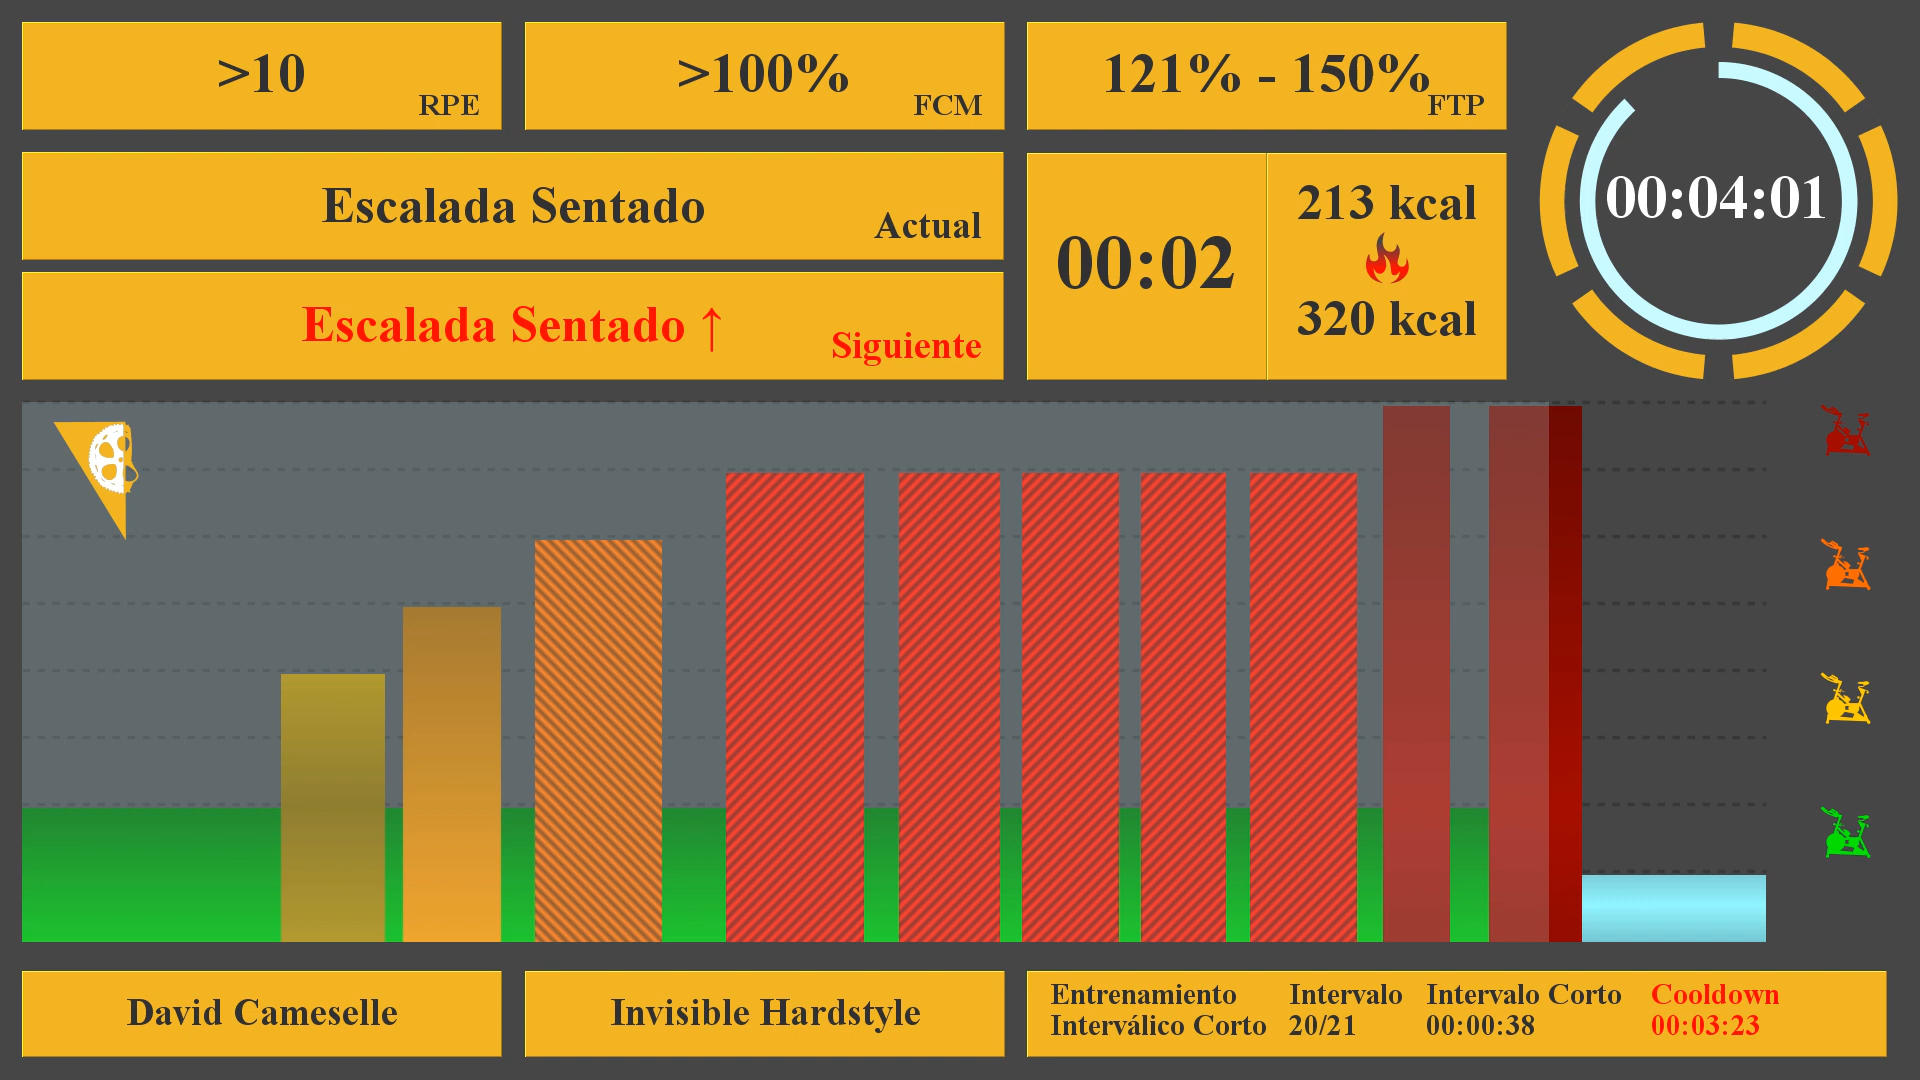 >10
RPE
>100%
FCM
121% - 150%
FTP
00:04:01
Escalada Sentado
Actual
Escalada Sentado ↑
Siguiente
00:02
213 kcal
320 kcal
David Cameselle
Invisible Hardstyle
Entrenamiento
Interválico Corto
Intervalo
20/21
Intervalo Corto
00:00:38
Cooldown
00:03:23